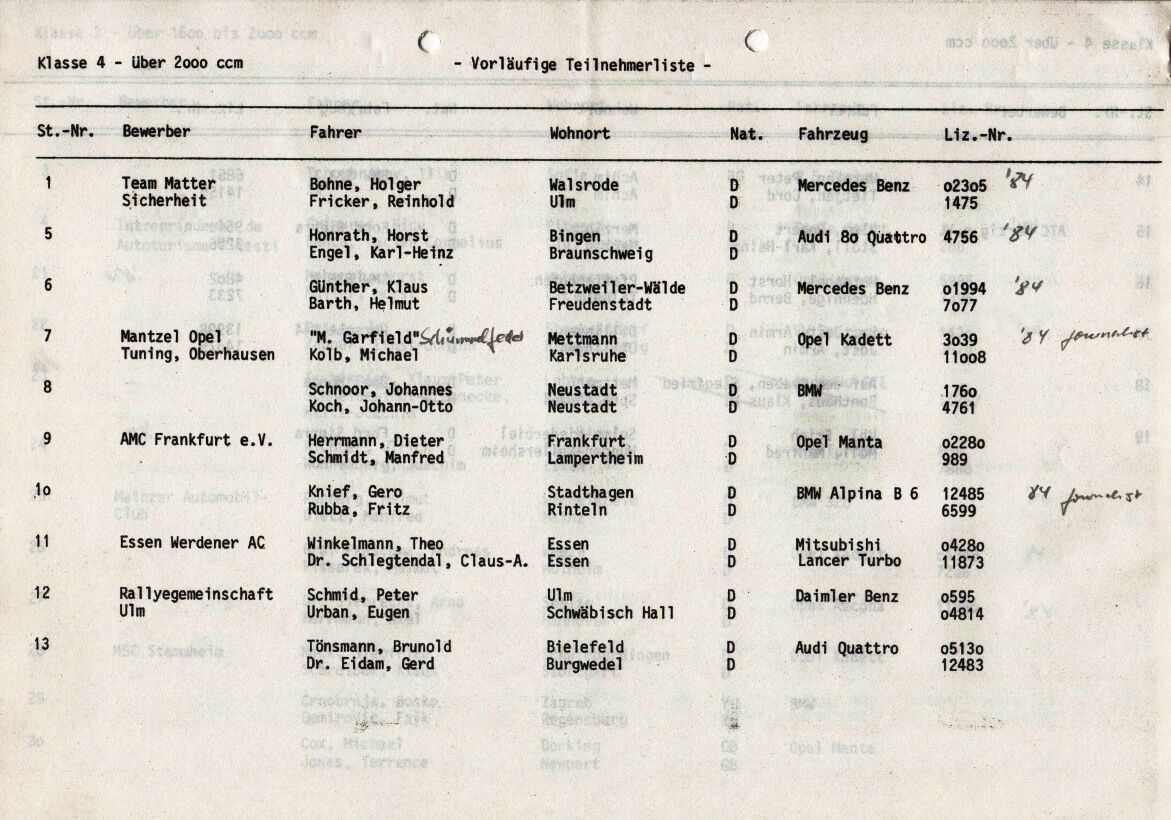 Klasse 4 - über 2ooo ccm - Vorläufige Teilnehmerliste -
St.-Nr. Bewerber Fahrer Wohnort Nat. Fahrzeug Liz.-Nr.
1 Team Matter Bohne, Holger Walsrode D Mercedes Benz o23o5 '84
Sicherheit Fricker, Reinhold Ulm D 1475
5 Honrath, Horst Bingen D Audi 8o Quattro 4756 '84
Engel, Karl-Heinz Braunschweig D
6 Günther, Klaus Betzweiler-Wälde D Mercedes Benz o1994 '84
Barth, Helmut Freudenstadt D 7o77
7 Mantzel Opel "M. Garfield" Mettmann D Opel Kadett 3o39 '84 Journalist
Tuning, Oberhausen Kolb, Michael Karlsruhe D 11oo8
8 Schnoor, Johannes Neustadt D BMW 176o
Koch, Johann-Otto Neustadt D 4761
9 AMC Frankfurt e.V. Herrmann, Dieter Frankfurt D Opel Manta o228o
Schmidt, Manfred Lampertheim D 989
1o Knief, Gero Stadthagen D BMW Alpina B 6 12485 84 Journalist
Rubba, Fritz Rinteln D 6599
11 Essen Werdener AC Winkelmann, Theo Essen D Mitsubishi o428o
Dr. Schlegtendal, Claus-A. Essen D Lancer Turbo 11873
12 Rallyegemeinschaft Schmid, Peter Ulm D Daimler Benz o595
Ulm Urban, Eugen Schwäbisch Hall D o4814
13 Tönsmann, Brunold Bielefeld D Audi Quattro o513o
Dr. Eidam, Gerd Burgwedel D 12483